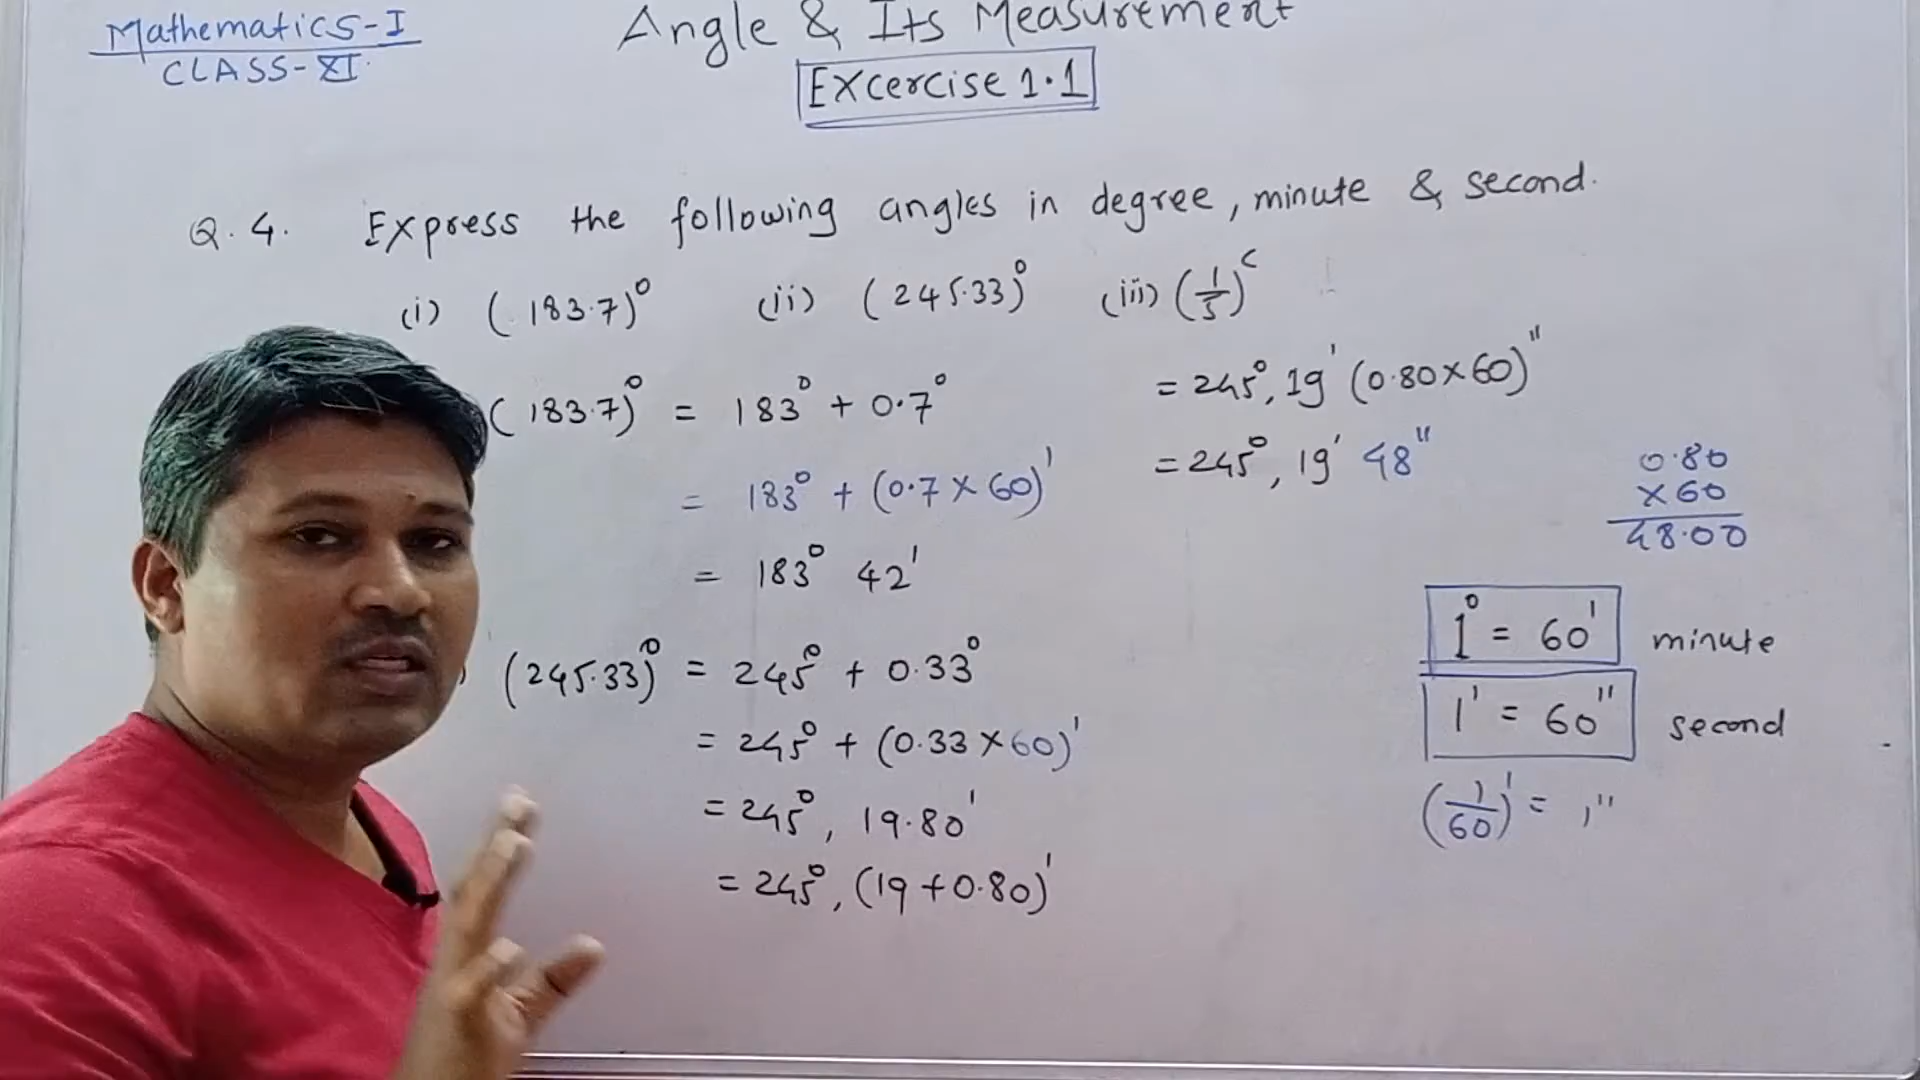 Mathematics-I
CLASS-XI.
Angle & Its Measurement
Excercise 1.1
Q.4. Express the following angles in degree, minute & second.
(i) (183.7)° (ii) (245.33)° (iii) (1/5)ᶜ
(183.7)° = 183° + 0.7°
= 183° + (0.7 × 60)'
= 183° 42'
(245.33)° = 245° + 0.33°
= 245° + (0.33 × 60)'
= 245°, 19.80'
= 245°, (19 + 0.80)'
= 245°, 19' (0.80×60)"
= 245°, 19' 48"
0.80
×60
48.00
1° = 60' minute
1' = 60" second
(1/60)' = 1"